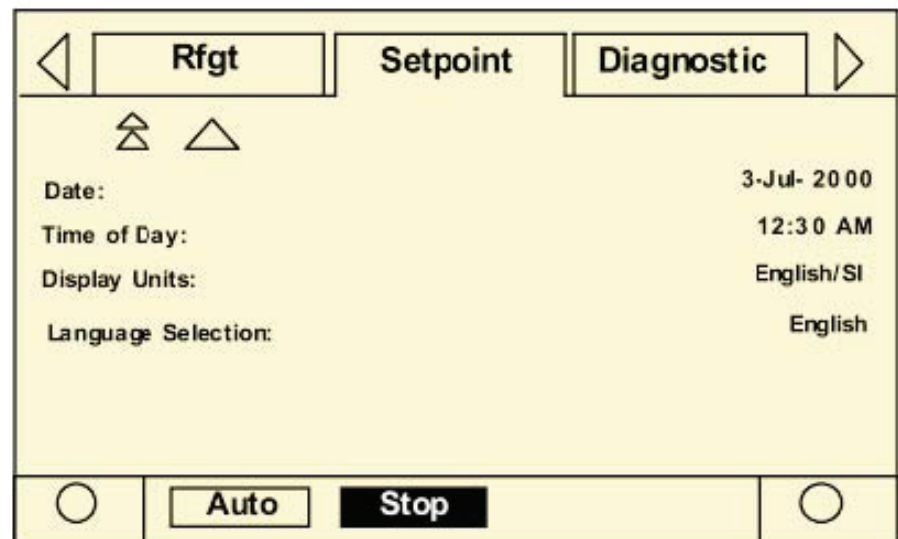 Rfgt Setpoint Diagnostic
Date: 3-Jul- 2000
Time of Day: 12:30 AM
Display Units: English/SI
Language Selection: English
Auto Stop